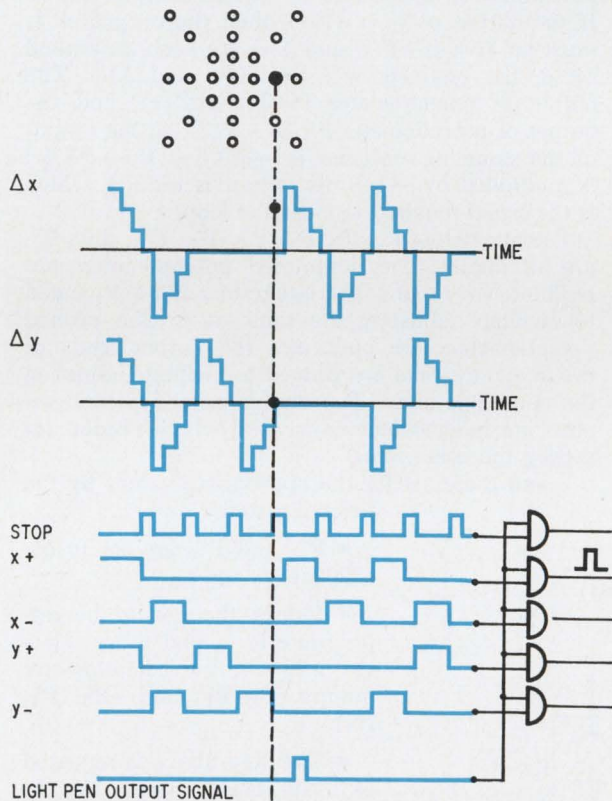 Δx
TIME
Δy
TIME
STOP
x+
x–
y+
y–
LIGHT PEN OUTPUT SIGNAL